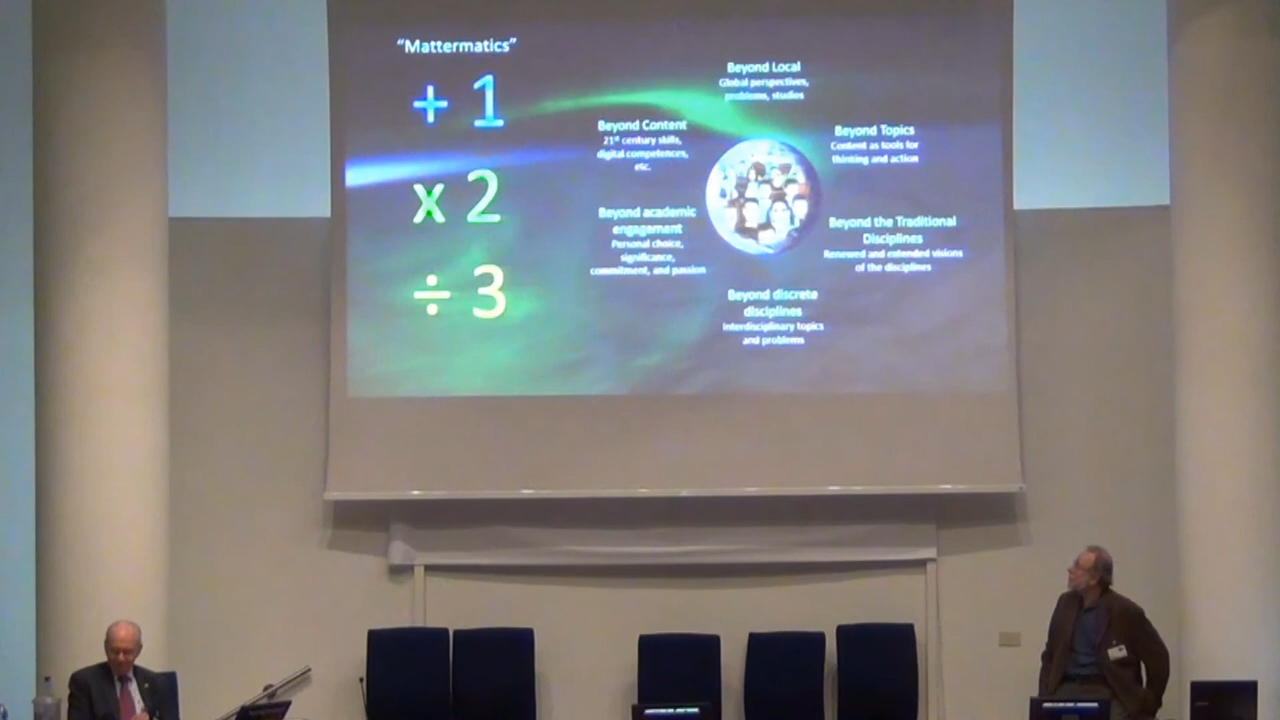 “Mattermatics”
+ 1
x 2
÷ 3
Beyond Local
Global perspectives,
problems, studies
Beyond Content
21st century skills,
digital competences,
etc.
Beyond Topics
Content as tools for
thinking and action
Beyond academic
engagement
Personal choice,
significance,
commitment, and passion
Beyond the Traditional
Disciplines
Renewed and extended visions
of the disciplines
Beyond discrete
disciplines
Interdisciplinary topics
and problems